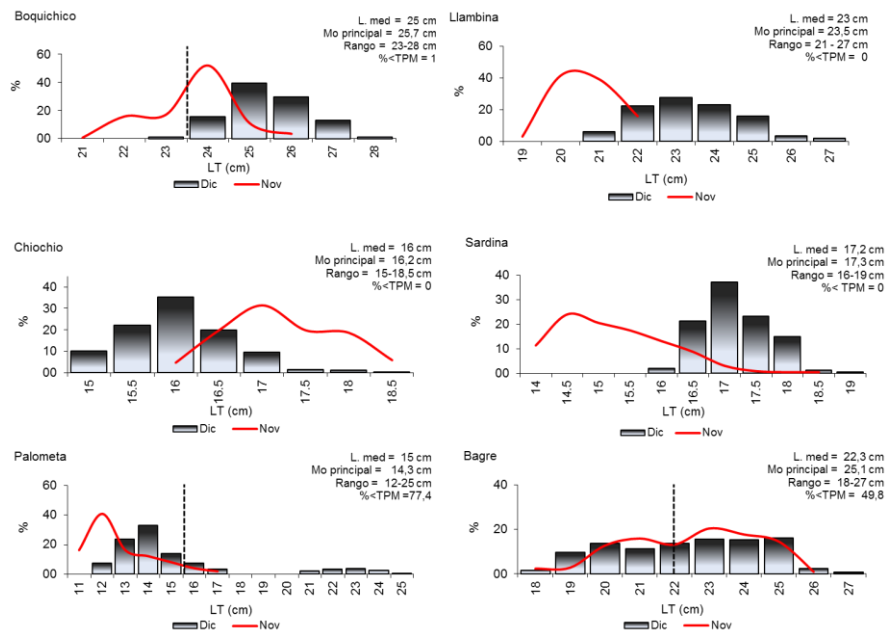 Boquichico
L. med = 25 cm
Mo principal = 25,7 cm
Rango = 23-28 cm
%<TPM = 1
%
60
40
20
00
21 22 23 24 25 26 27 28
LT (cm)
Dic Nov
Llambina
L. med = 23 cm
Mo principal = 23,5 cm
Rango = 21 - 27 cm
%<TPM = 0
%
60
40
20
00
19 20 21 22 23 24 25 26 27
LT (cm)
Dic Nov
Chiochio
L. med = 16 cm
Mo principal = 16,2 cm
Rango = 15-18,5 cm
%<TPM = 0
%
40
30
20
10
00
15 15.5 16 16.5 17 17.5 18 18.5
LT (cm)
Dic Nov
Sardina
L. med = 17,2 cm
Mo principal = 17,3 cm
Rango = 16-19 cm
%< TPM = 0
%
40
30
20
10
00
14 14.5 15 15.5 16 16.5 17 17.5 18 18.5 19
LT (cm)
Dic Nov
Palometa
L. med = 15 cm
Mo principal = 14,3 cm
Rango = 12-25 cm
%<TPM =77,4
%
60
40
20
00
11 12 13 14 15 16 17 18 19 20 21 22 23 24 25
LT (cm)
Dic Nov
Bagre
L. med = 22,3 cm
Mo principal = 25,1 cm
Rango = 18-27 cm
%<TPM = 49,8
%
40
20
00
18 19 20 21 22 23 24 25 26 27
LT (cm)
Dic Nov